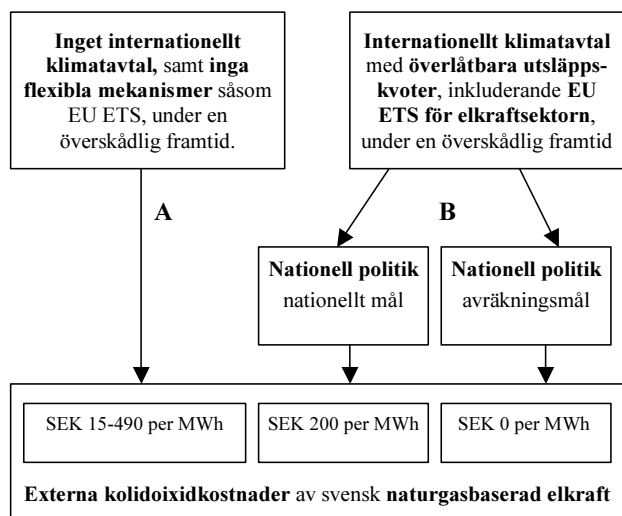 Inget internationellt
klimatavtal, samt inga
flexibla mekanismer såsom
EU ETS, under en
överskådlig framtid.
Internationellt klimatavtal
med överlåtbara utsläpps-
kvoter, inkluderande EU
ETS för elkraftsektorn,
under en överskådlig framtid
A
B
Nationell politik
nationellt mål
Nationell politik
avräkningsmål
SEK 15-490 per MWh
SEK 200 per MWh
SEK 0 per MWh
Externa kolidoixidkostnader av svensk naturgasbaserad elkraft